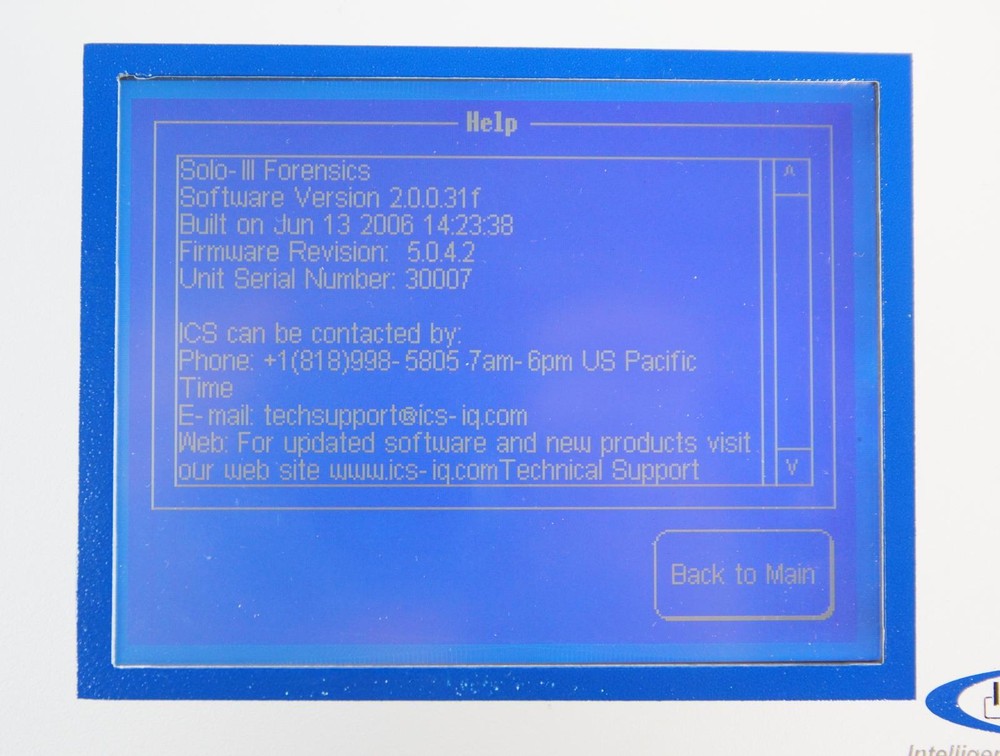 Help
Solo-III Forensics
Software Version 2.0.0.31f
Built on Jun 13 2006 14:23:38
Firmware Revision: 5.0.4.2
Unit Serial Number: 30007
ICS can be contacted by:
Phone: +1(818)998-5805 7am-6pm US Pacific
Time
E-mail: techsupport@ics-iq.com
Web: For updated software and new products visit
our web site www.ics-iq.comTechnical Support
Back to Main